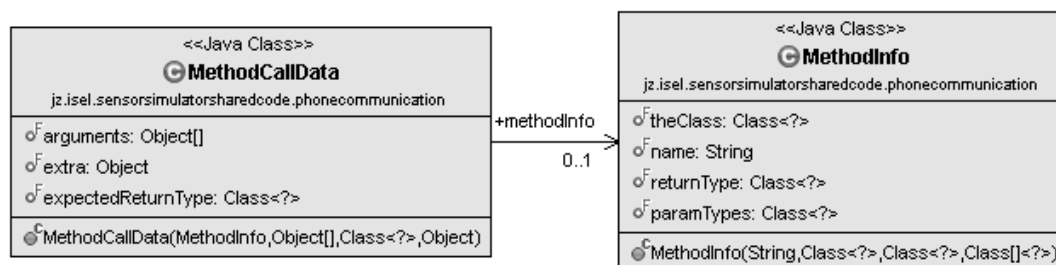 <<Java Class>>
C MethodCallData
jz.isel.sensorsimulatorsharedcode.phonecommunication
F arguments: Object[]
F extra: Object
F expectedReturnType: Class<?>
C MethodCallData(MethodInfo,Object[],Class<?>,Object)
+methodInfo
0..1
<<Java Class>>
C MethodInfo
jz.isel.sensorsimulatorsharedcode.phonecommunication
F theClass: Class<?>
F name: String
F returnType: Class<?>
F paramTypes: Class<?>
C MethodInfo(String,Class<?>,Class<?>,Class[]<?>)